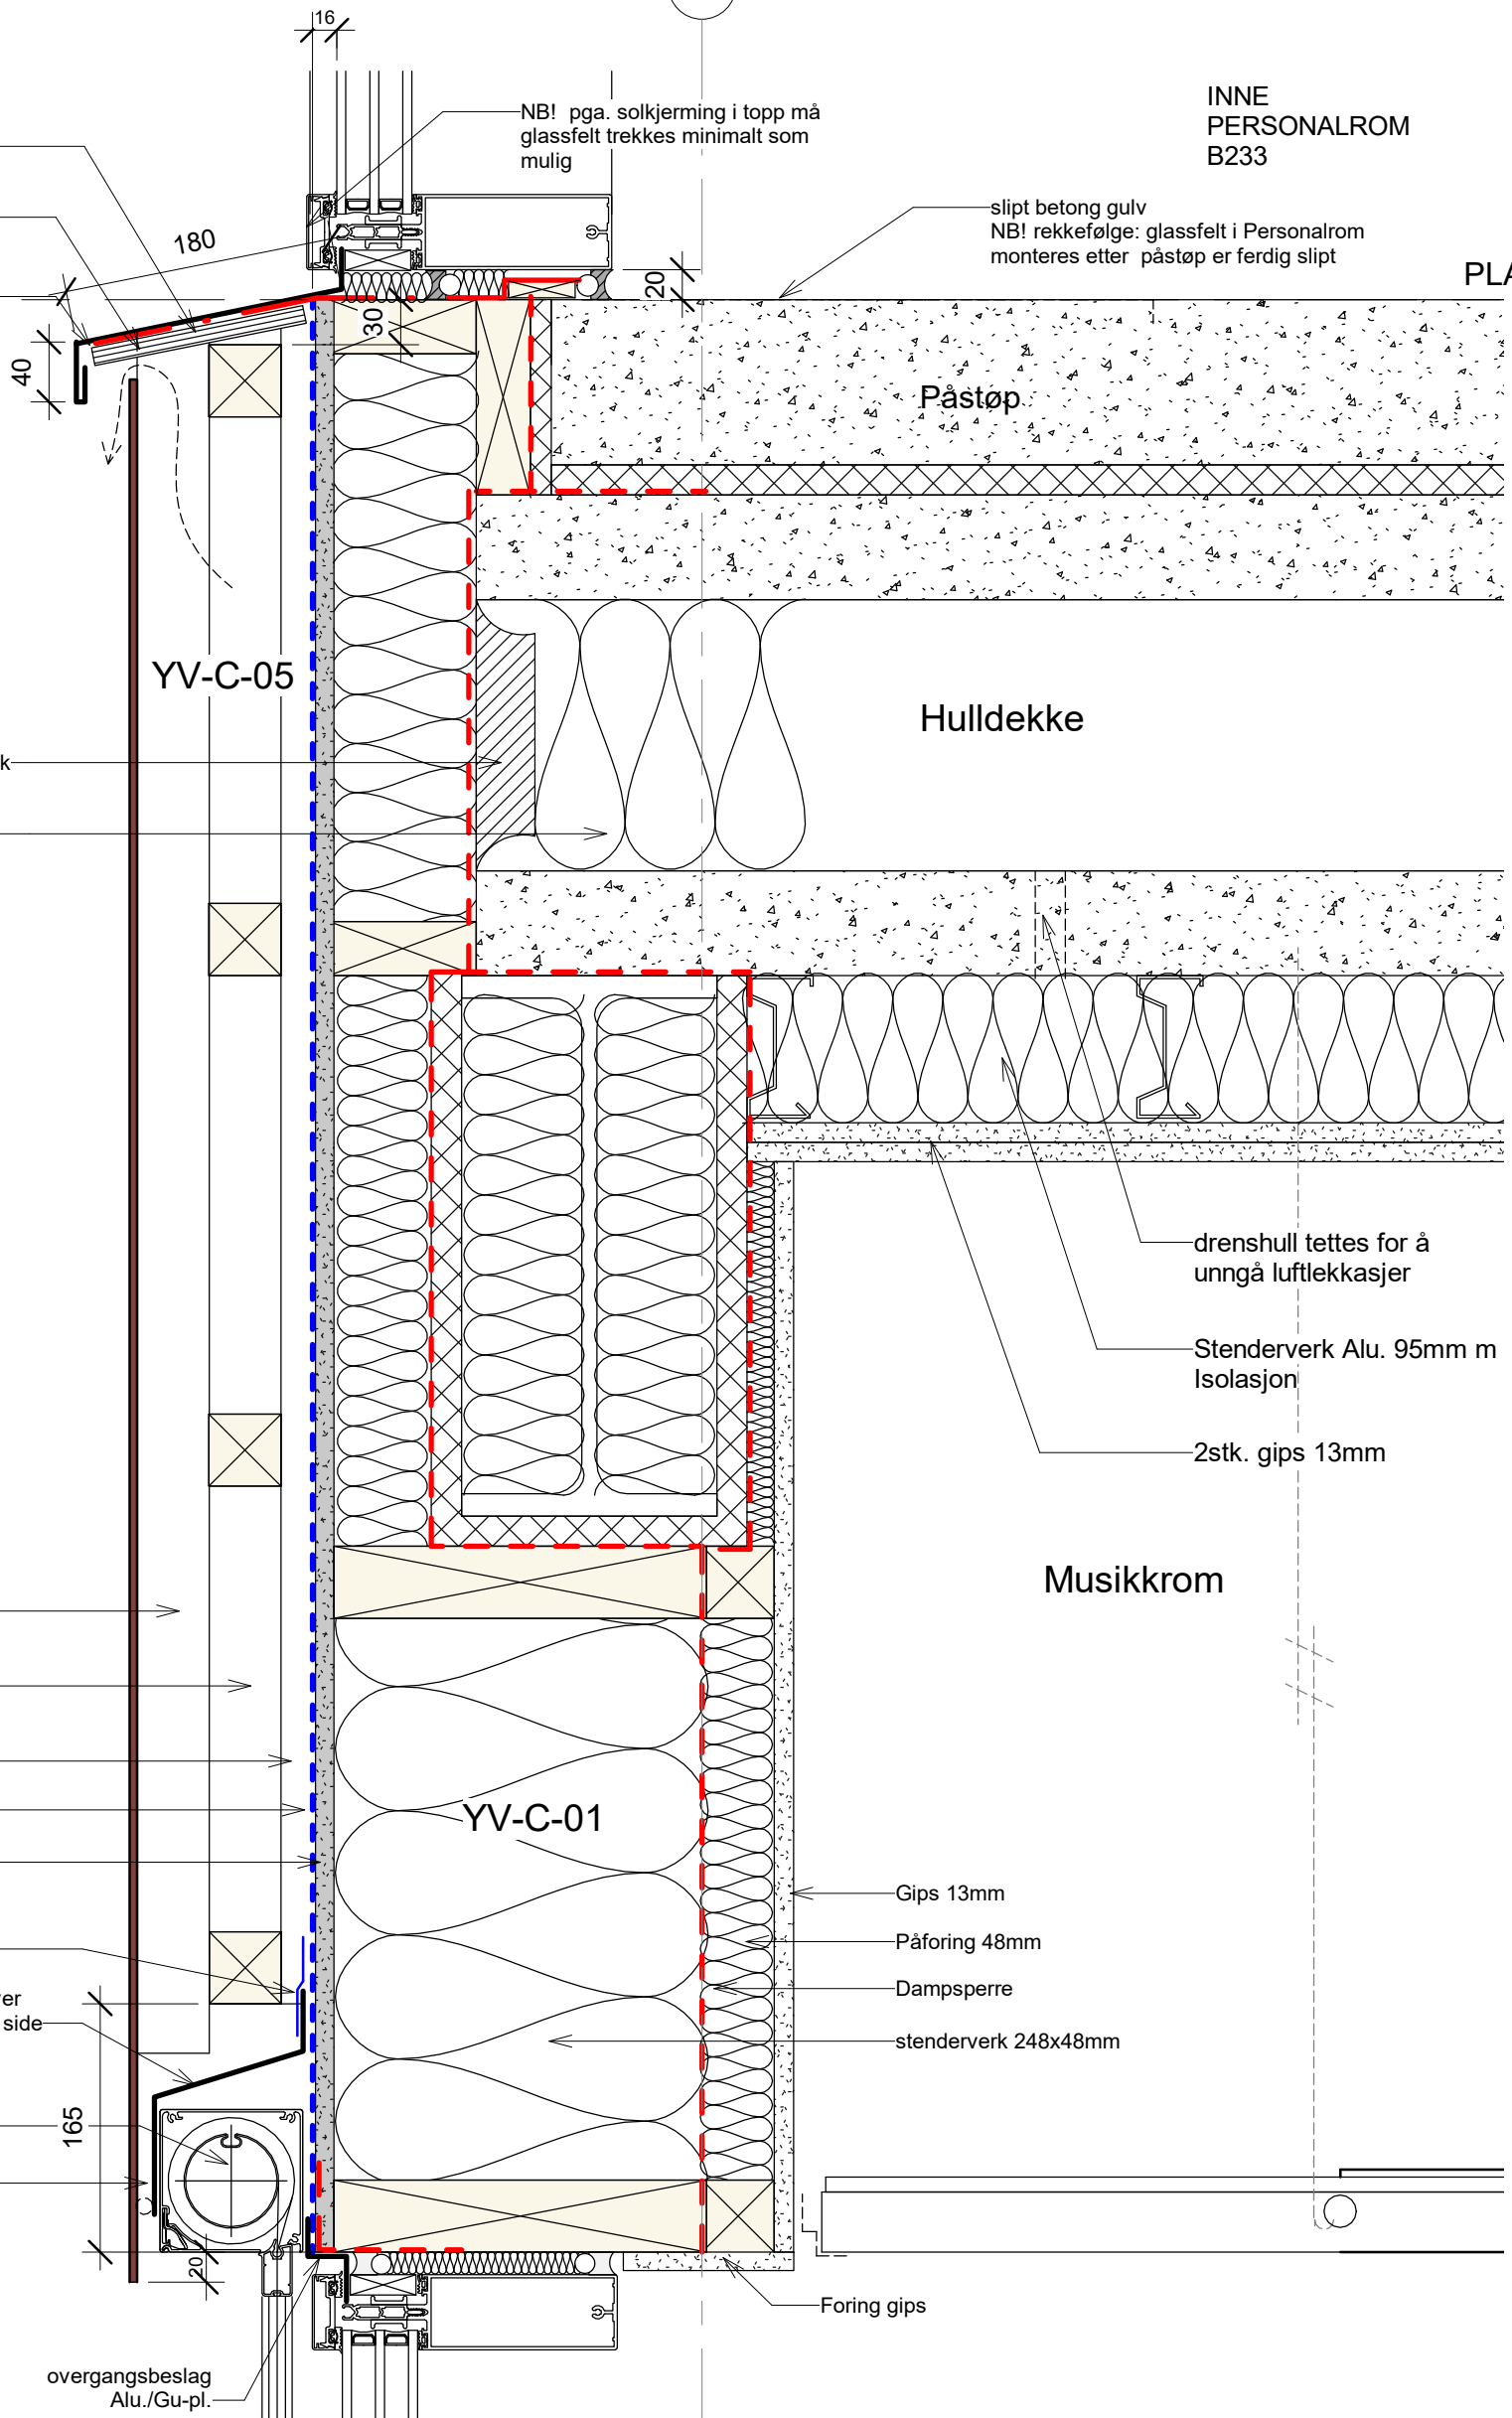 16
NB! pga. solkjerming i topp må
glassfelt trekkes minimalt som
mulig
INNE
PERSONALROM
B233
slipt betong gulv
NB! rekkefølge: glassfelt i Personalrom
monteres etter påstøp er ferdig slipt
180
20
PLA
30
40
Påstøp
YV-C-05
Hulldekke
k
drenshull tettes for å
unngå luftlekkasjer
Stenderverk Alu. 95mm m
Isolasjon
2stk. gips 13mm
Musikkrom
YV-C-01
Gips 13mm
Påforing 48mm
Dampsperre
stenderverk 248x48mm
er
side
165
20
Foring gips
overgangsbeslag
Alu./Gu-pl.